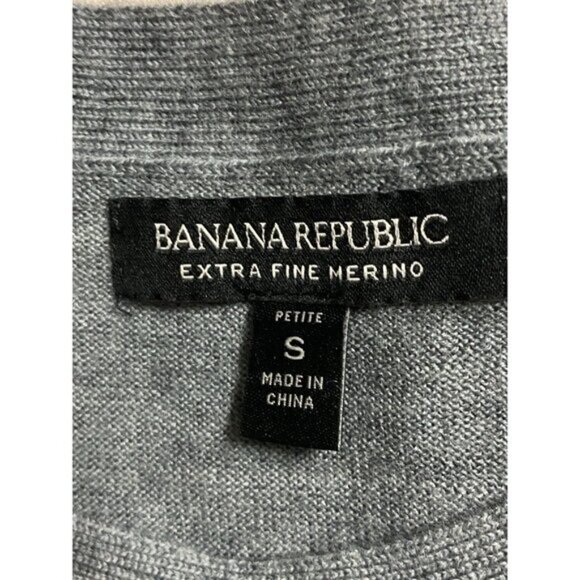 BANANA REPUBLIC
EXTRA FINE MERINO
PETITE
S
MADE IN
CHINA